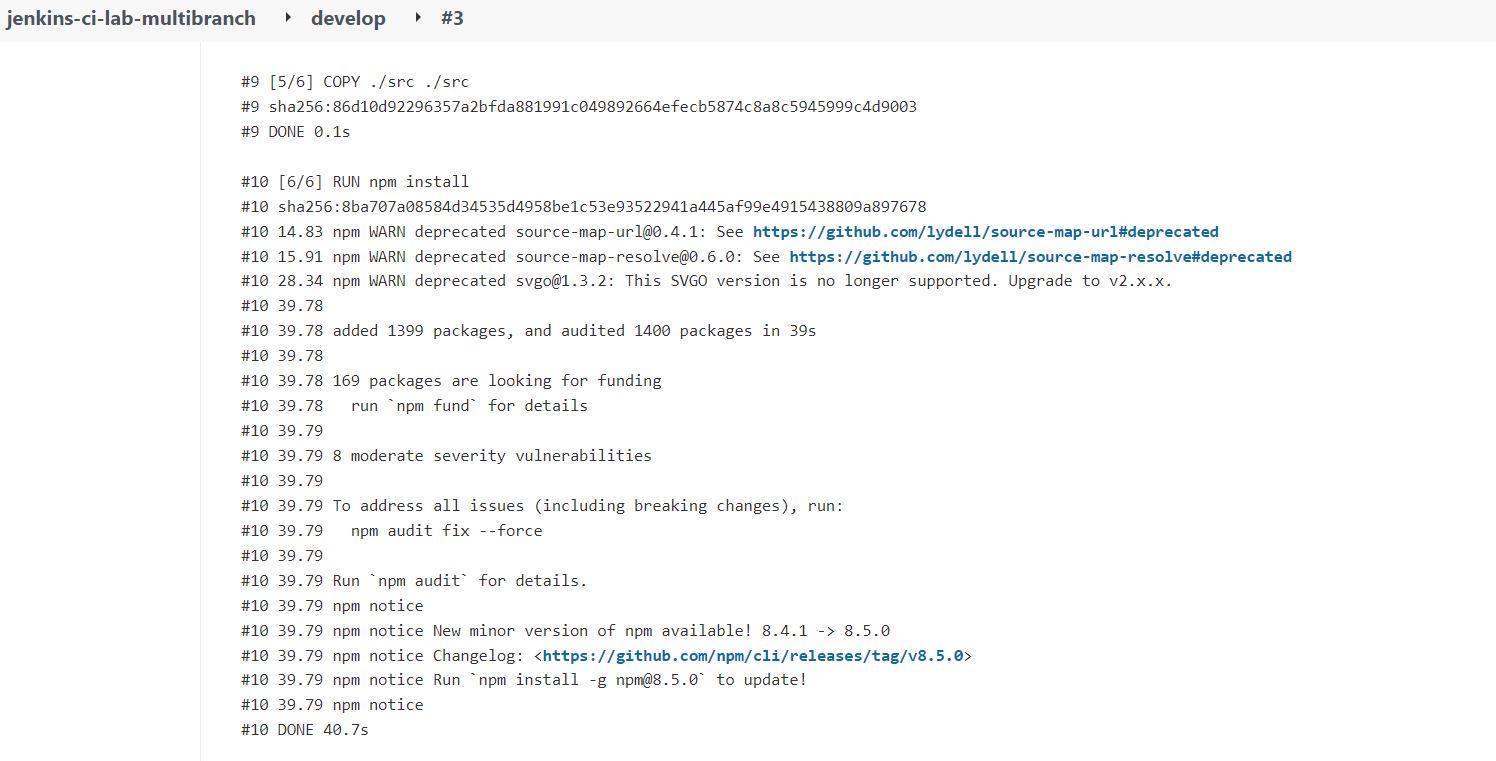 jenkins-ci-lab-multibranch develop #3
#9 [5/6] COPY ./src ./src
#9 sha256:86d10d92296357a2bfda881991c049892664efecb5874c8a8c5945999c4d9003
#9 DONE 0.1s
#10 [6/6] RUN npm install
#10 sha256:8ba707a08584d34535d4958be1c53e93522941a445af99e4915438809a897678
#10 14.83 npm WARN deprecated source-map-url@0.4.1: See https://github.com/lydell/source-map-url#deprecated
#10 15.91 npm WARN deprecated source-map-resolve@0.6.0: See https://github.com/lydell/source-map-resolve#deprecated
#10 28.34 npm WARN deprecated svgo@1.3.2: This SVGO version is no longer supported. Upgrade to v2.x.x.
#10 39.78
#10 39.78 added 1399 packages, and audited 1400 packages in 39s
#10 39.78
#10 39.78 169 packages are looking for funding
#10 39.78   run `npm fund` for details
#10 39.79
#10 39.79 8 moderate severity vulnerabilities
#10 39.79
#10 39.79 To address all issues (including breaking changes), run:
#10 39.79   npm audit fix --force
#10 39.79
#10 39.79 Run `npm audit` for details.
#10 39.79 npm notice
#10 39.79 npm notice New minor version of npm available! 8.4.1 -> 8.5.0
#10 39.79 npm notice Changelog: <https://github.com/npm/cli/releases/tag/v8.5.0>
#10 39.79 npm notice Run `npm install -g npm@8.5.0` to update!
#10 39.79 npm notice
#10 DONE 40.7s